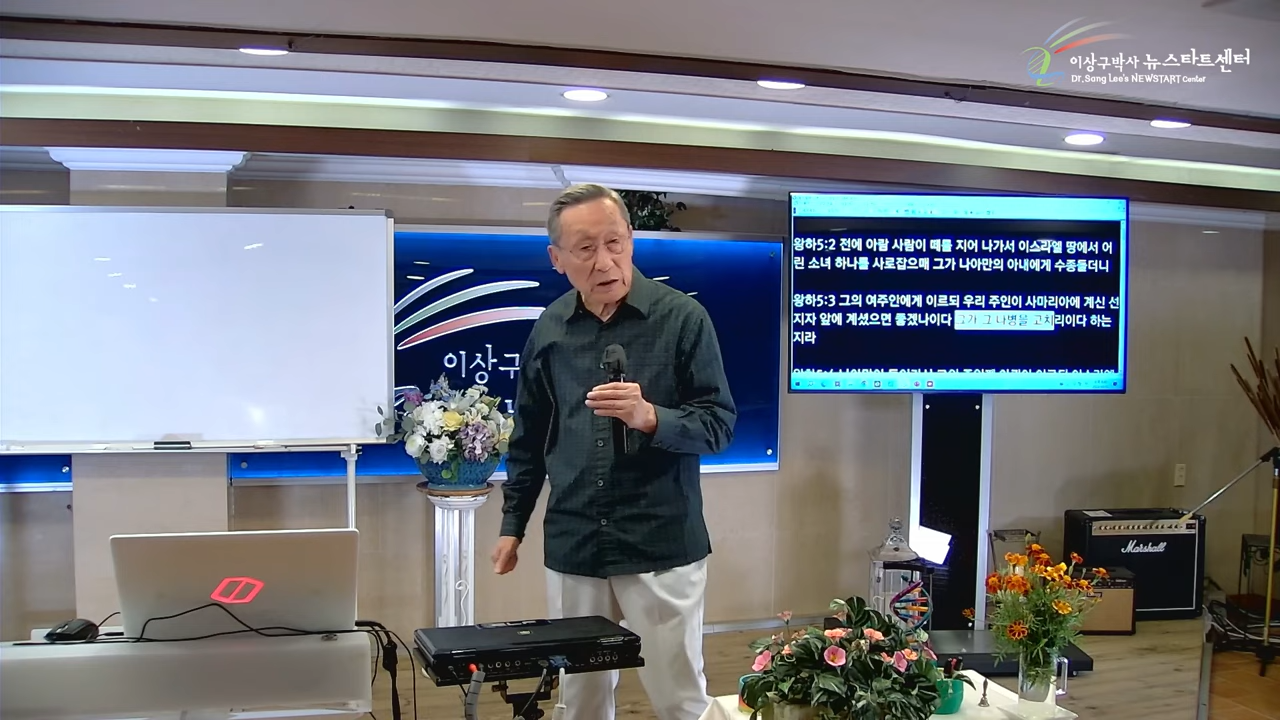 이상구박사 뉴스타트센터
Dr. Sang Lee's NEWSTART Center
왕하5:2 전에 아람 사람이 떼를 지어 나가서 이스라엘 땅에서 어
린 소녀 하나를 사로잡으매 그가 나아만의 아내에게 수종들더니
왕하5:3 그의 여주인에게 이르되 우리 주인이 사마리아에 계신 선
지자 앞에 계셨으면 좋겠나이다 그가 그 나병을 고치리이다 하는
지라
이상구
Marshall